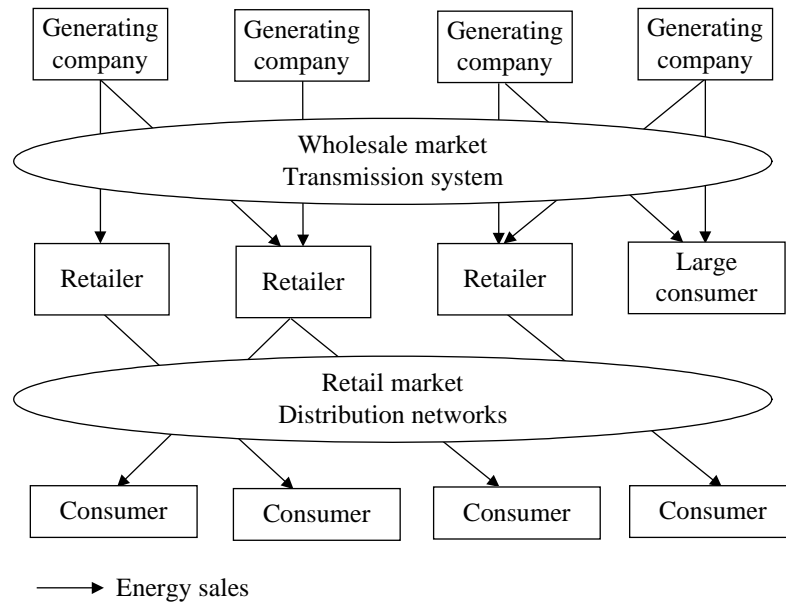 Generating
company
Generating
company
Generating
company
Generating
company
Wholesale market
Transmission system
Retailer
Retailer
Retailer
Large
consumer
Retail market
Distribution networks
Consumer
Consumer
Consumer
Consumer
Energy sales